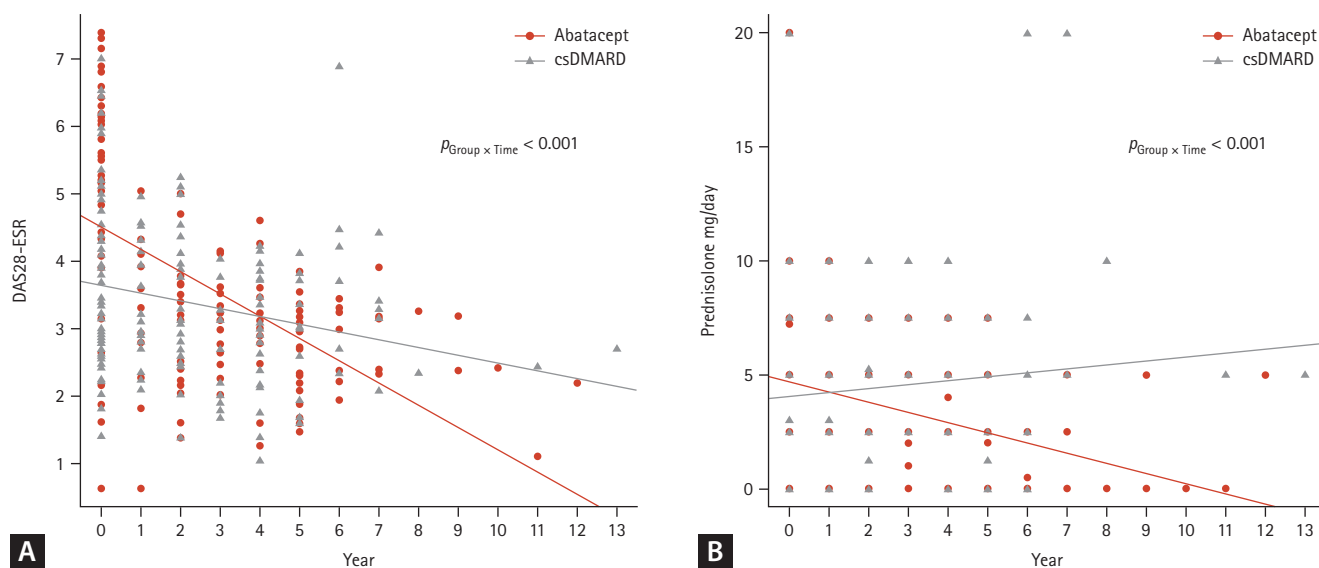 Abatacept
csDMARD
p Group × Time < 0.001
DAS28-ESR
7
6
5
4
3
2
1
0 1 2 3 4 5 6 7 8 9 10 11 12 13
Year
A
Abatacept
csDMARD
p Group × Time < 0.001
Prednisolone mg/day
20
15
10
5
0
0 1 2 3 4 5 6 7 8 9 10 11 12 13
Year
B